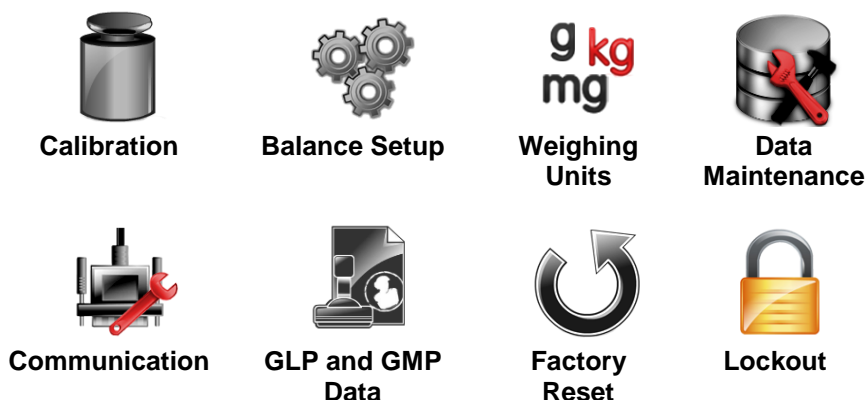 g kg
mg
Calibration
Balance Setup
Weighing
Units
Data
Maintenance
Communication
GLP and GMP
Data
Factory
Reset
Lockout